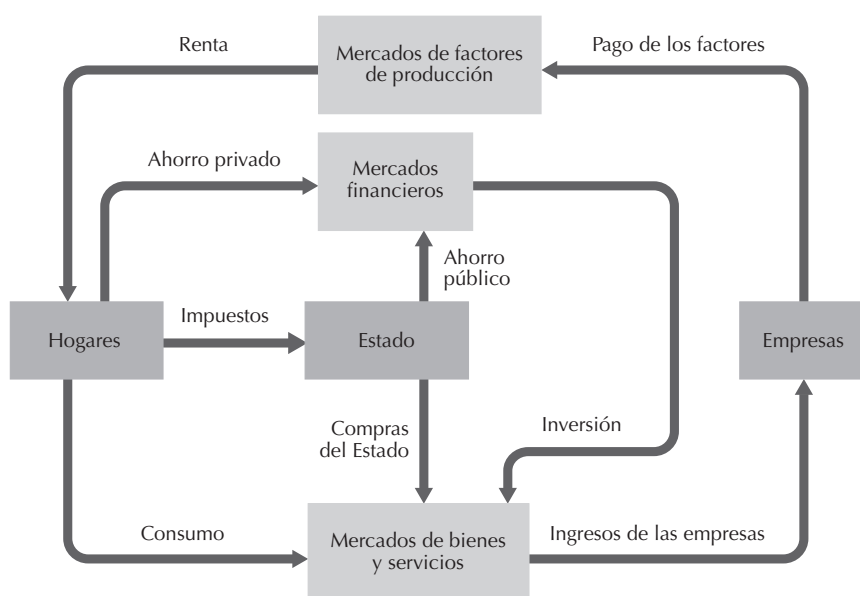 Renta
Mercados de factores
de producción
Pago de los factores
Ahorro privado
Mercados
financieros
Ahorro
público
Hogares
Impuestos
Estado
Empresas
Compras
del Estado
Inversión
Consumo
Mercados de bienes
y servicios
Ingresos de las empresas